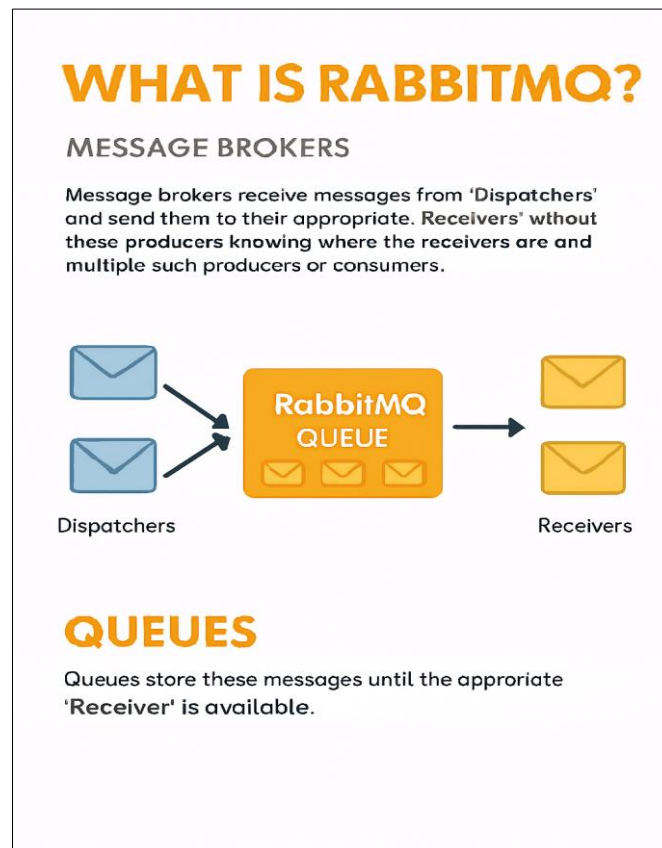 WHAT IS RABBITMQ?
MESSAGE BROKERS
Message brokers receive messages from 'Dispatchers'
and send them to their appropriate. Receivers' wthout
these producers knowing where the receivers are and
multiple such producers or consumers.
RabbitMQ
QUEUE
Dispatchers
Receivers
QUEUES
Queues store these messages until the approriate
'Receiver' is available.